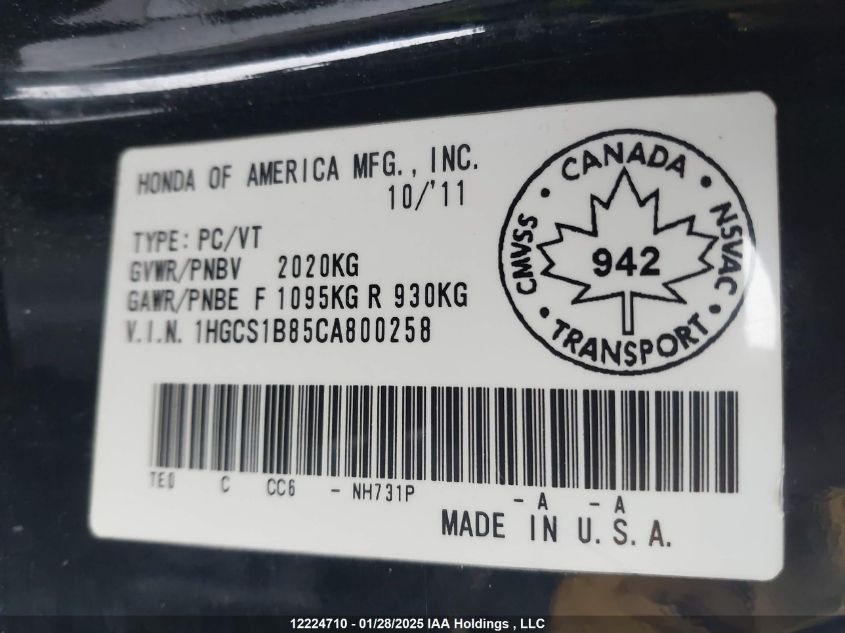 HONDA OF AMERICA MFG., INC.
10/'11
TYPE: PC/VT
GVWR/PNBV 2020KG
GAWR/PNBE F 1095KG R 930KG
V.I.N. 1HGCS1B85CA800258
CANADA
CMVSS
942
NSVAC
TRANSPORT
TE0 C CC6 - NH731P - A - A
MADE IN U.S.A.
12224710 - 01/28/2025 IAA Holdings , LLC